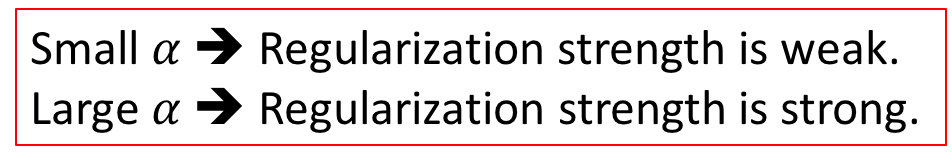 Small 𝛼 ➔ Regularization strength is weak.
Large 𝛼 ➔ Regularization strength is strong.